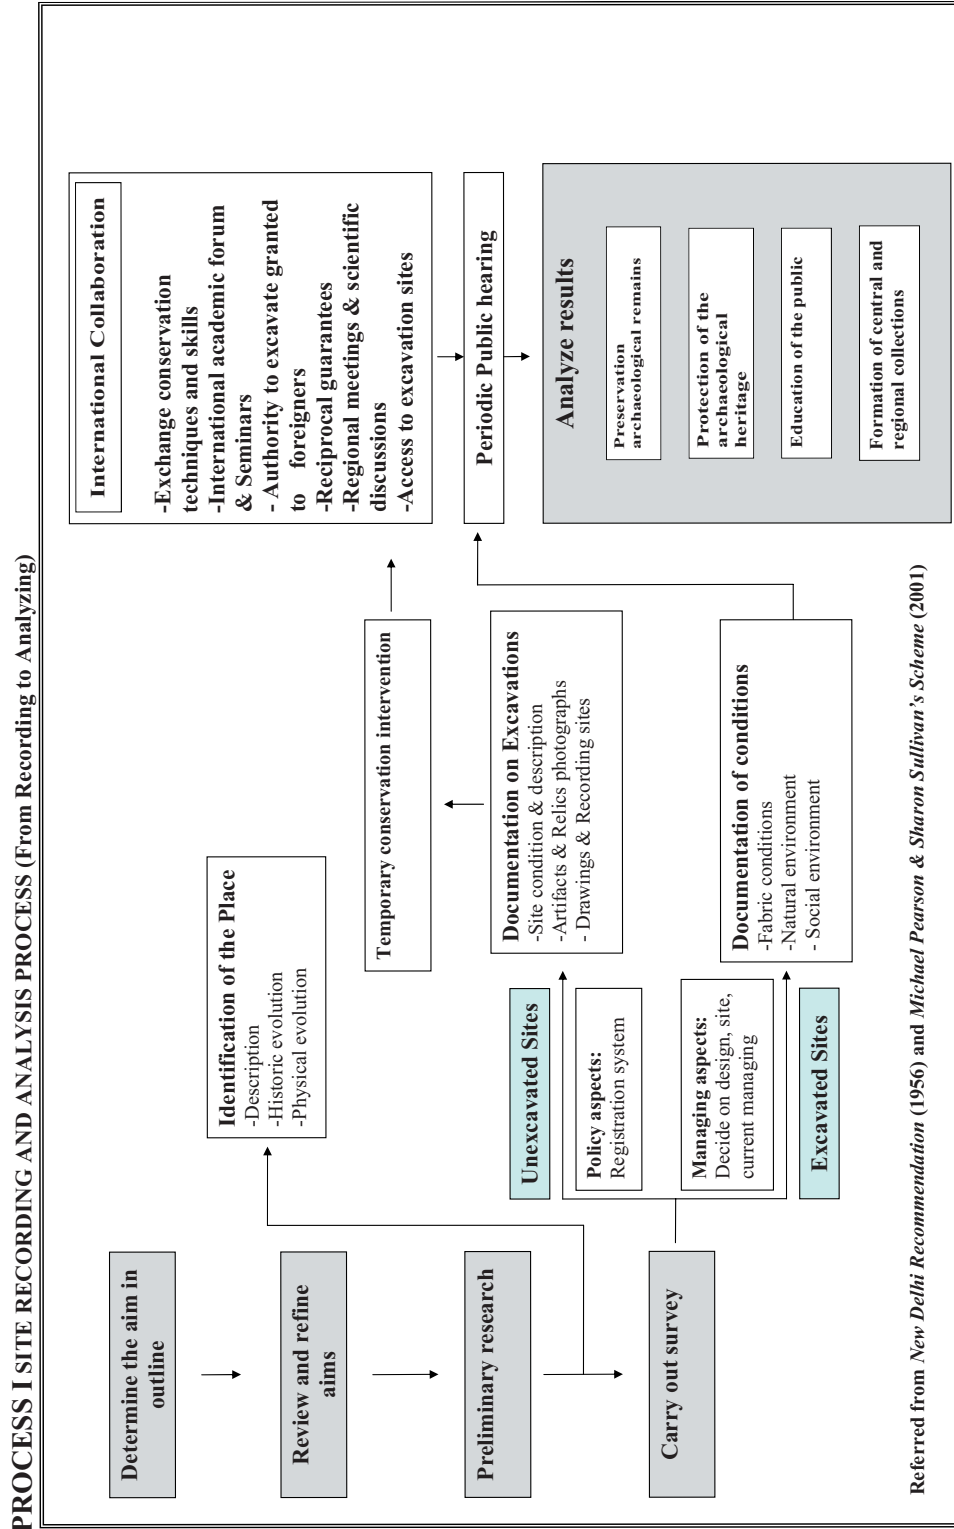 PROCESS I SITE RECORDING AND ANALYSIS PROCESS (From Recording to Analyzing)
Determine the aim in
outline
Review and refine
aims
Preliminary research
Carry out survey
Identification of the Place
-Description
-Historic evolution
-Physical evolution
Unexcavated Sites
Policy aspects:
Registration system
Managing aspects:
Decide on design, site,
current managing
Excavated Sites
Temporary conservation intervention
Documentation on Excavations
-Site condition & description
-Artifacts & Relics photographs
- Drawings & Recording sites
Documentation of conditions
-Fabric conditions
-Natural environment
- Social environment
International Collaboration
-Exchange conservation
techniques and skills
-International academic forum
& Seminars
- Authority to excavate granted
to foreigners
-Reciprocal guarantees
-Regional meetings & scientific
discussions
-Access to excavation sites
Periodic Public hearing
Analyze results
Preservation
archaeological remains
Protection of the
archaeological
heritage
Education of the public
Formation of central and
regional collections
Referred from New Delhi Recommendation (1956) and Michael Pearson & Sharon Sullivan's Scheme (2001)